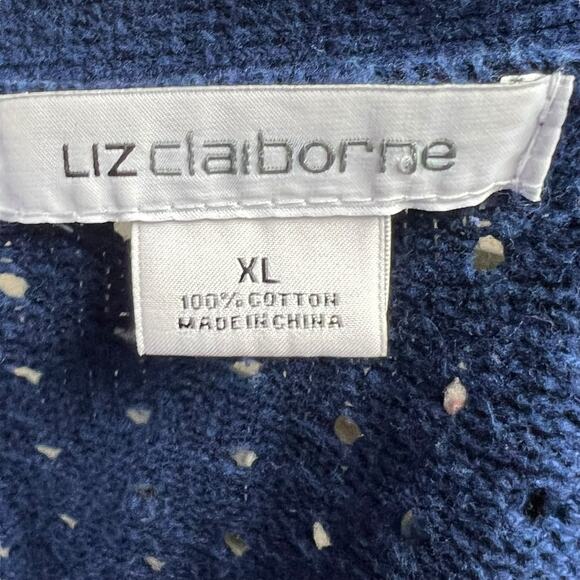 LIZ claiborne
XL
100% COTTON
MADE IN CHINA